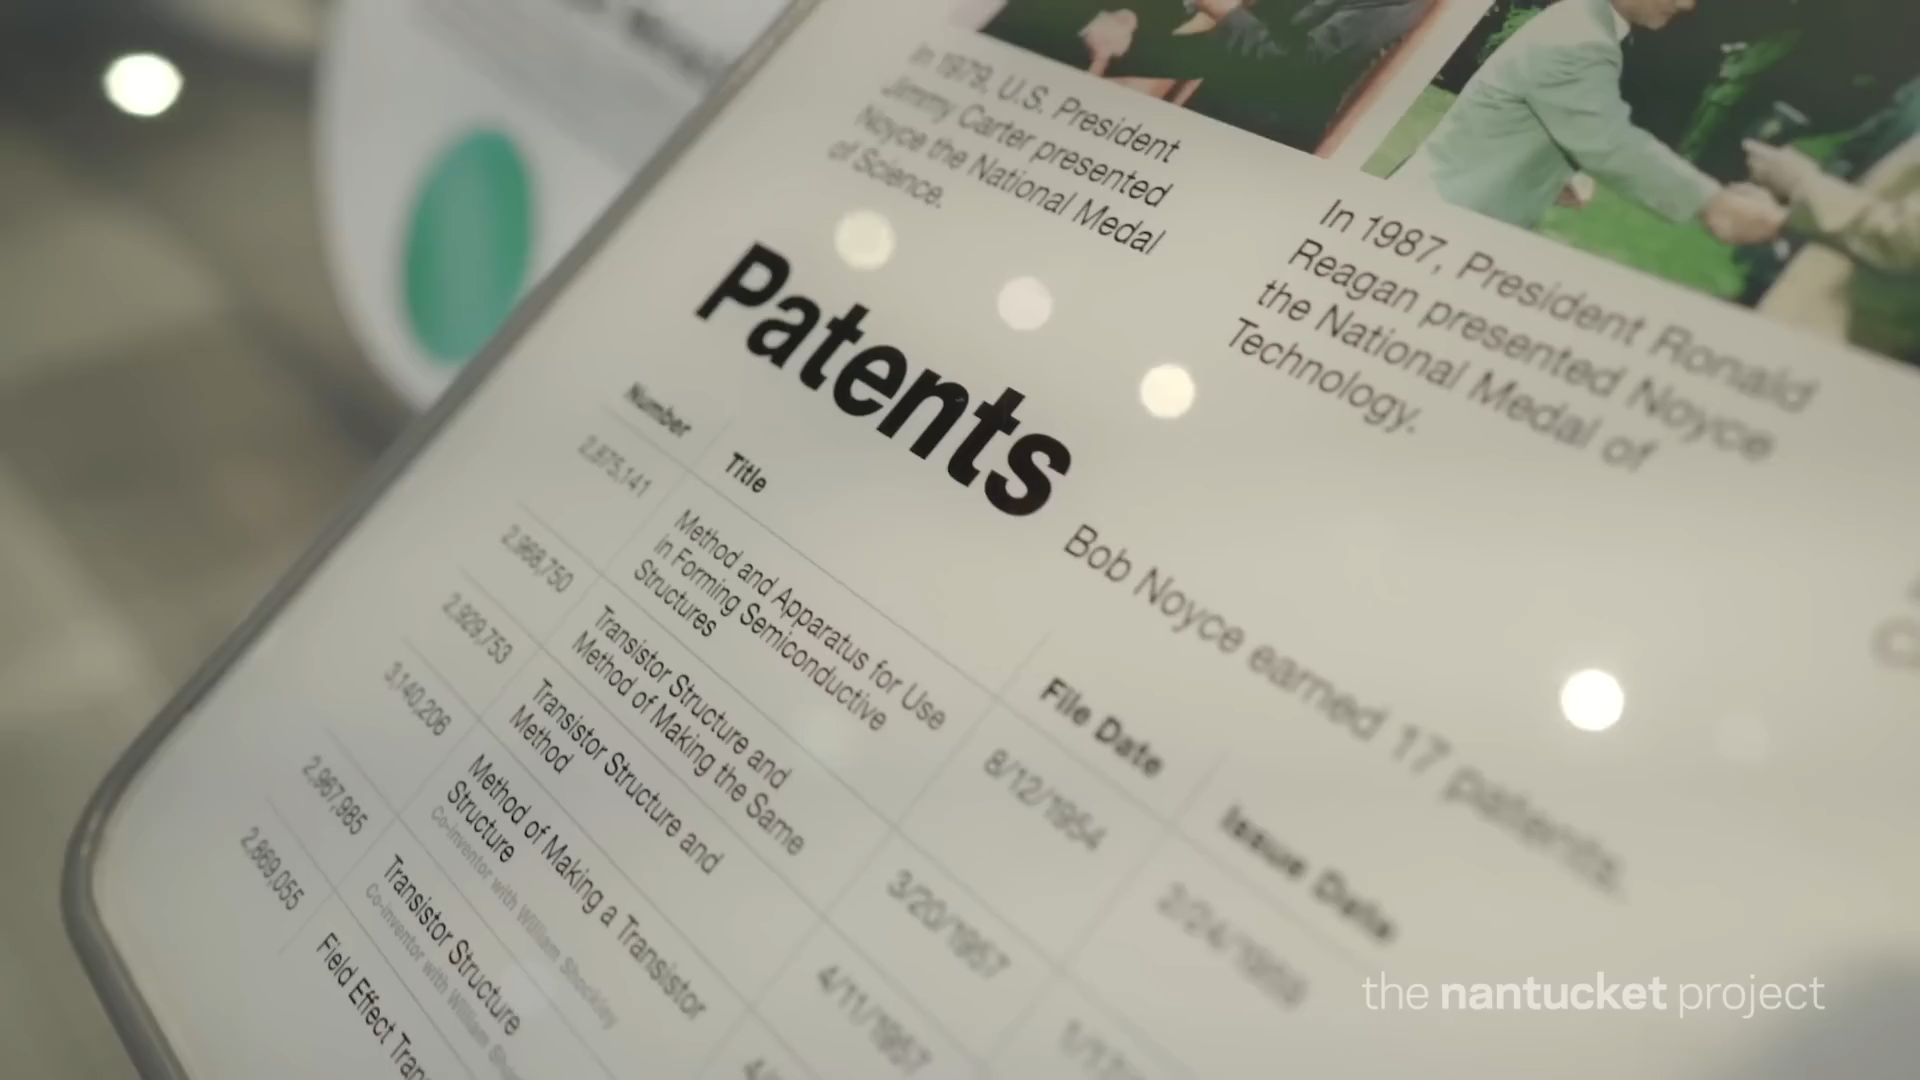 In 1979, U.S. President
Jimmy Carter presented
Noyce the National Medal
of Science.
In 1987, President Ronald
Reagan presented Noyce
the National Medal of
Technology.
Patents
Bob Noyce earned 17 patents.
Number
Title
File Date
Issue Date
2,875,141
Method and Apparatus for Use
in Forming Semiconductive
Structures
8/12/1954
2/24/1959
2,968,750
Transistor Structure and
Method of Making the Same
3/20/1957
2,929,753
Transistor Structure and
Method
4/11/1957
3,140,206
Method of Making a Transistor
Structure
Co-inventor with William Shockley
2,967,985
Transistor Structure
Co-inventor with William
2,869,055
Field Effect
the nantucket project